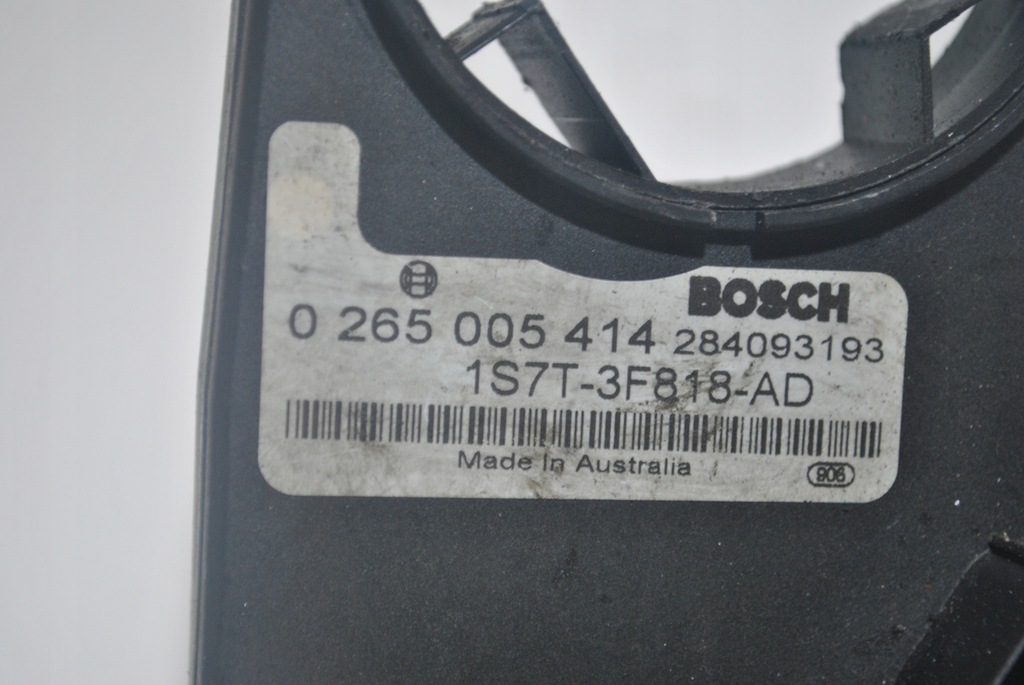 BOSCH
0 265 005 414 284093193
1S7T-3F818-AD
Made In Australia
906